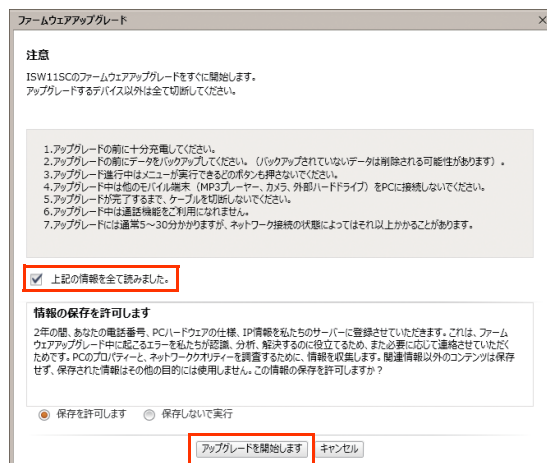 ファームウェアアップグレード
注意
ISW11SCのファームウェアアップグレードをすぐに開始します。
アップグレードするデバイス以外は全て切断してください。
1.アップグレードの前に十分充電してください。
2.アップグレードの前にデータをバックアップしてください。（バックアップされていないデータは削除される可能性があります）。
3.アップグレード進行中はメニューが実行できるどのボタンも押さないでください。
4.アップグレード中は他のモバイル端末（MP3プレーヤー、カメラ、外部ハードドライブ）をPCに接続しないでください。
5.アップグレードが完了するまで、ケーブルを切断しないでください。
6.アップグレード中は通話機能をご利用になれません。
7.アップグレードには通常5～30分かかりますが、ネットワーク接続の状態によってはそれ以上かかることがあります。
上記の情報を全て読みました。
情報の保存を許可します
2年の間、あなたの電話番号、PCハードウェアの仕様、IP情報を私たちのサーバーに登録させていただきます。これは、ファーム
ウェアアップグレード中に起こるエラーを私たちが認識、分析、解決するのに役立てるため、また必要に応じて連絡させていただく
ためです。PCのプロパティーと、ネットワーククオリティーを調査するために、情報を収集します。関連情報以外のコンテンツは保存
せず、保存された情報はその他の目的には使用しません。この情報の保存を許可しますか？
保存を許可します 保存しないで実行
アップグレードを開始します キャンセル